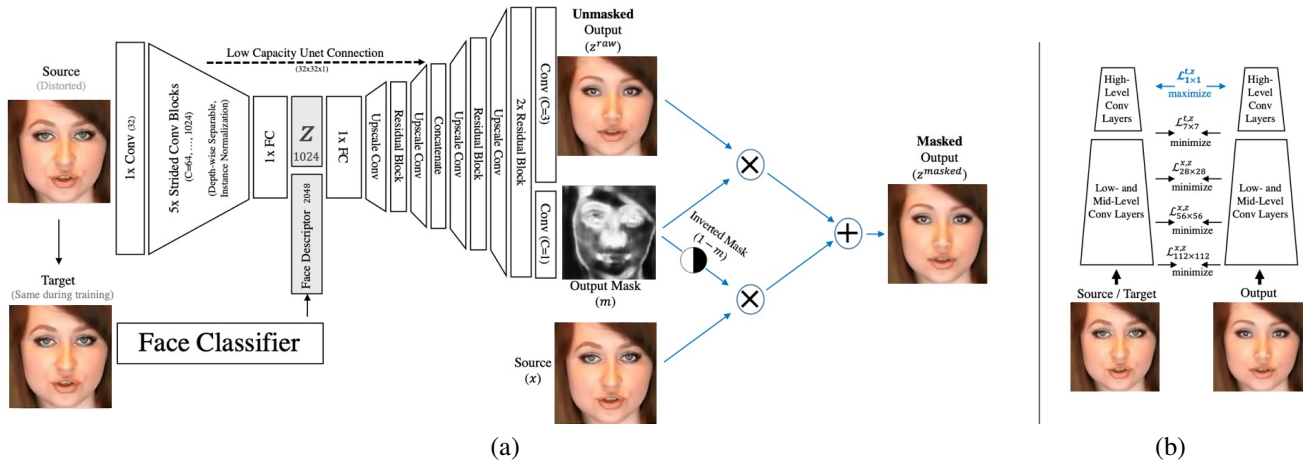 Source
(Distorted)
Target
(Same during training)
1x Conv (32)
5x Strided Conv Blocks
(C=64, . . . , 1024)
(Depth-wise Separable,
Instance Normalization)
Low Capacity Unet Connection
(32x32x1)
1x FC
Z
1024
Face Descriptor 2048
Face Classifier
1x FC
Upscale Conv
Residual Block
Upscale Conv
Concatenate
Upscale Conv
Residual Block
Upscale Conv
2x Residual Block
Conv (C=3)
Conv (C=1)
Unmasked
Output
(z^{raw})
Output Mask
(m)
Source
(x)
Inverted Mask
(1 − m)
Masked
Output
(z^{masked})
(a)
High-
Level
Conv
Layers
Low- and
Mid-Level
Conv Layers
ℒ^{t,z}_{1×1}
maximize
ℒ^{t,z}_{7×7}
minimize
ℒ^{x,z}_{28×28}
minimize
ℒ^{x,z}_{56×56}
minimize
ℒ^{x,z}_{112×112}
minimize
High-
Level
Conv
Layers
Low- and
Mid-Level
Conv Layers
Source / Target
Output
(b)